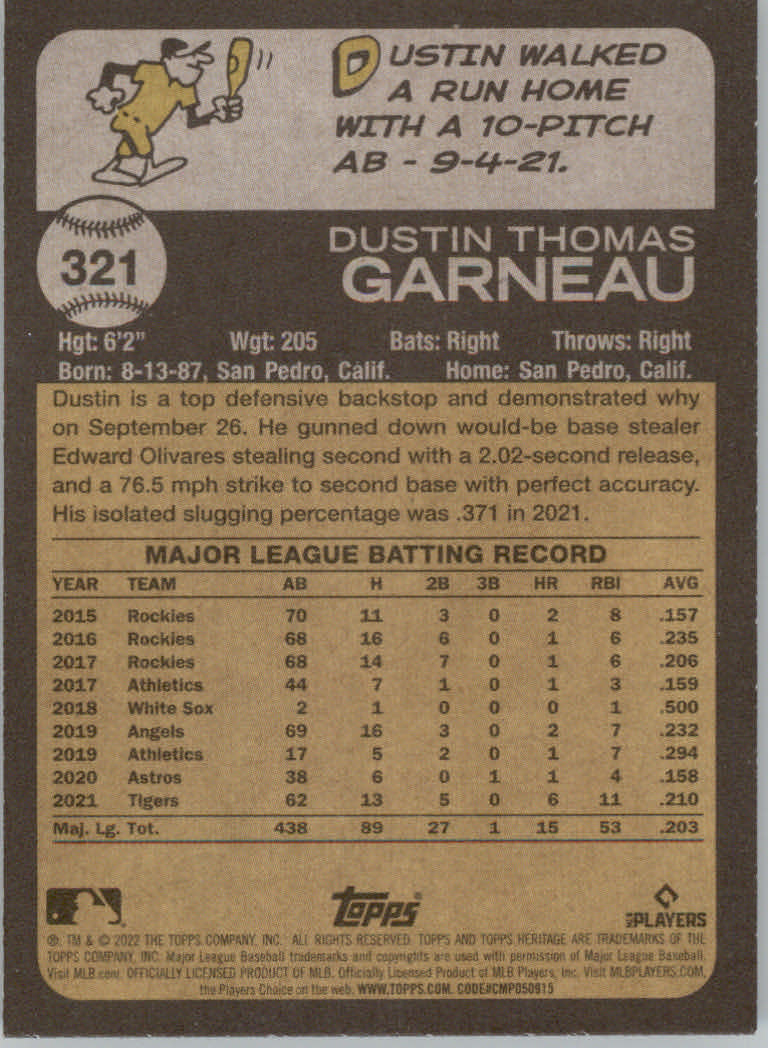 DUSTIN WALKED
A RUN HOME
WITH A 10-PITCH
AB - 9-4-21.
321
DUSTIN THOMAS
GARNEAU
Hgt: 6'2" Wgt: 205 Bats: Right Throws: Right
Born: 8-13-87, San Pedro, Calif. Home: San Pedro, Calif.
Dustin is a top defensive backstop and demonstrated why
on September 26. He gunned down would-be base stealer
Edward Olivares stealing second with a 2.02-second release,
and a 76.5 mph strike to second base with perfect accuracy.
His isolated slugging percentage was .371 in 2021.
MAJOR LEAGUE BATTING RECORD
YEAR TEAM AB H 2B 3B HR RBI AVG
2015 Rockies 70 11 3 0 2 8 .157
2016 Rockies 68 16 6 0 1 6 .235
2017 Rockies 68 14 7 0 1 6 .206
2017 Athletics 44 7 1 0 1 3 .159
2018 White Sox 2 1 0 0 0 1 .500
2019 Angels 69 16 3 0 2 7 .232
2019 Athletics 17 5 2 0 1 7 .294
2020 Astros 38 6 0 1 1 4 .158
2021 Tigers 62 13 5 0 6 11 .210
Maj. Lg. Tot. 438 89 27 1 15 53 .203
topps®
MLB PLAYERS
®, TM & © 2022 THE TOPPS COMPANY, INC. ALL RIGHTS RESERVED. TOPPS AND TOPPS HERITAGE ARE TRADEMARKS OF THE
TOPPS COMPANY, INC. Major League Baseball trademarks and copyrights are used with permission of Major League Baseball.
Visit MLB.com. OFFICIALLY LICENSED PRODUCT OF MLB. Officially Licensed Product of MLB Players, Inc. Visit MLBPLAYERS.COM,
the Players Choice on the web. WWW.TOPPS.COM. CODE#CMP050915